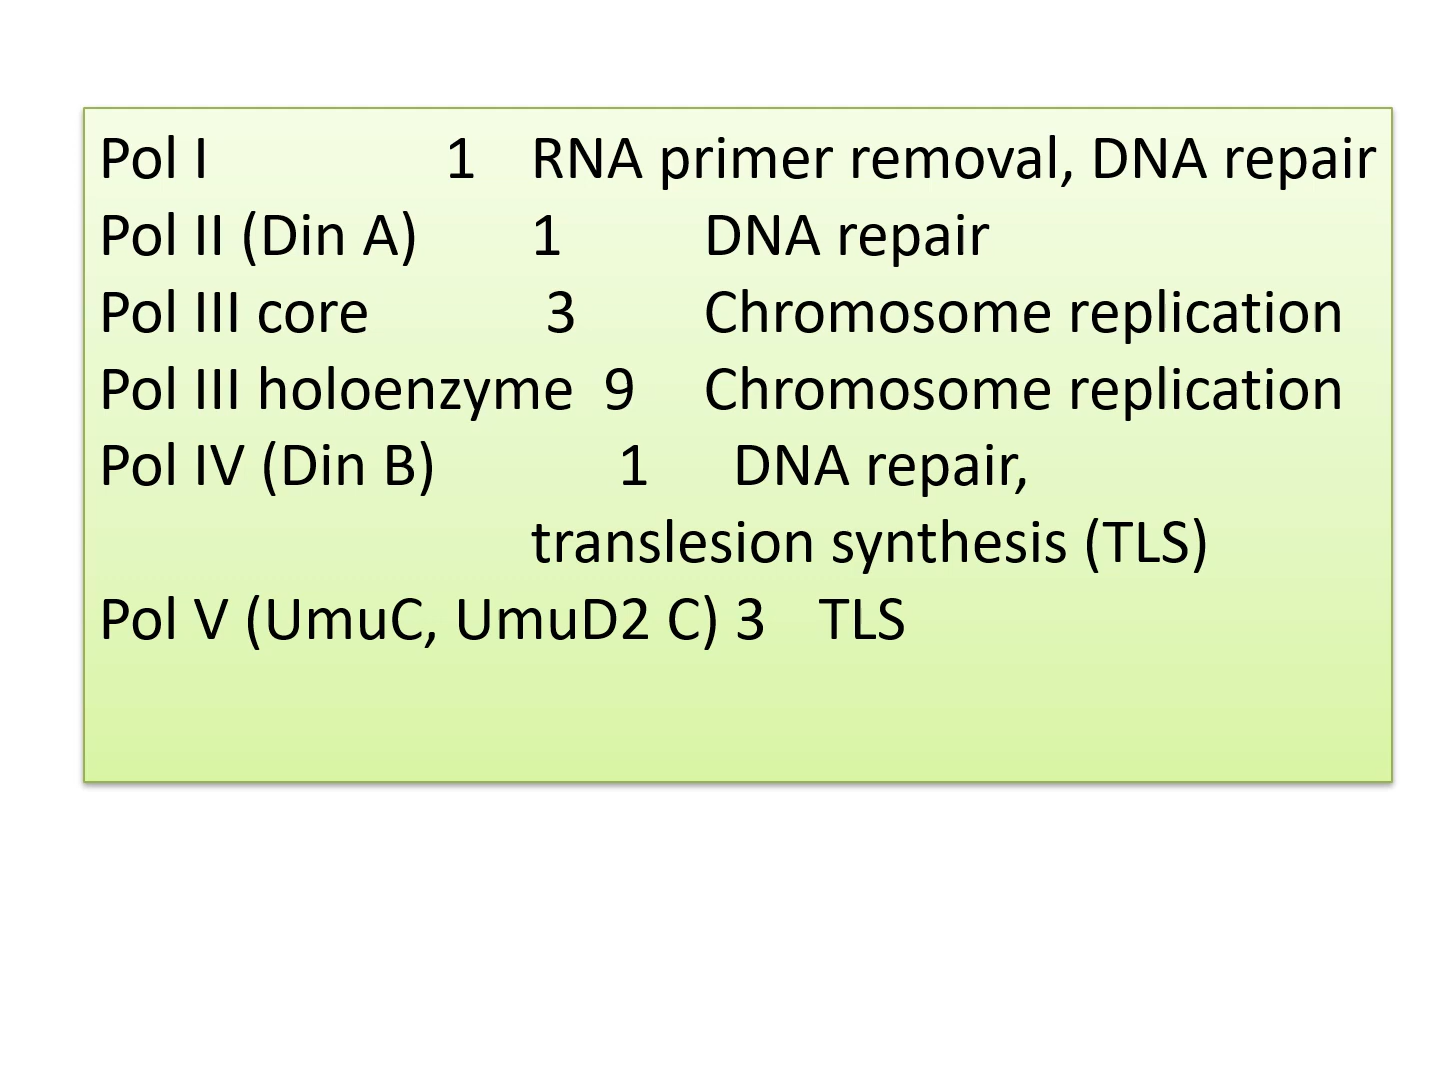 Pol I 1 RNA primer removal, DNA repair
Pol II (Din A) 1 DNA repair
Pol III core 3 Chromosome replication
Pol III holoenzyme 9 Chromosome replication
Pol IV (Din B) 1 DNA repair,
translesion synthesis (TLS)
Pol V (UmuC, UmuD2 C) 3 TLS